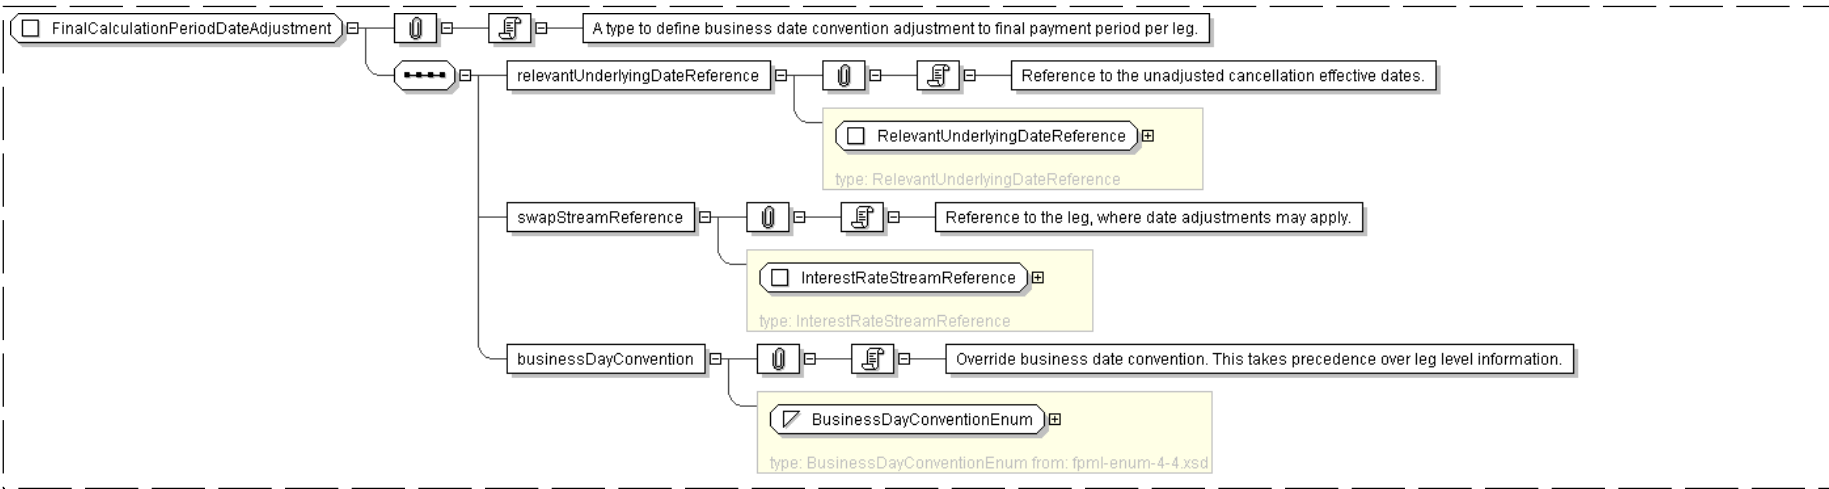 FinalCalculationPeriodDateAdjustment
A type to define business date convention adjustment to final payment period per leg.
relevantUnderlyingDateReference
Reference to the unadjusted cancellation effective dates.
RelevantUnderlyingDateReference
type: RelevantUnderlyingDateReference
swapStreamReference
Reference to the leg, where date adjustments may apply.
InterestRateStreamReference
type: InterestRateStreamReference
businessDayConvention
Override business date convention. This takes precedence over leg level information.
BusinessDayConventionEnum
type: BusinessDayConventionEnum from: fpml-enum-4-4.xsd